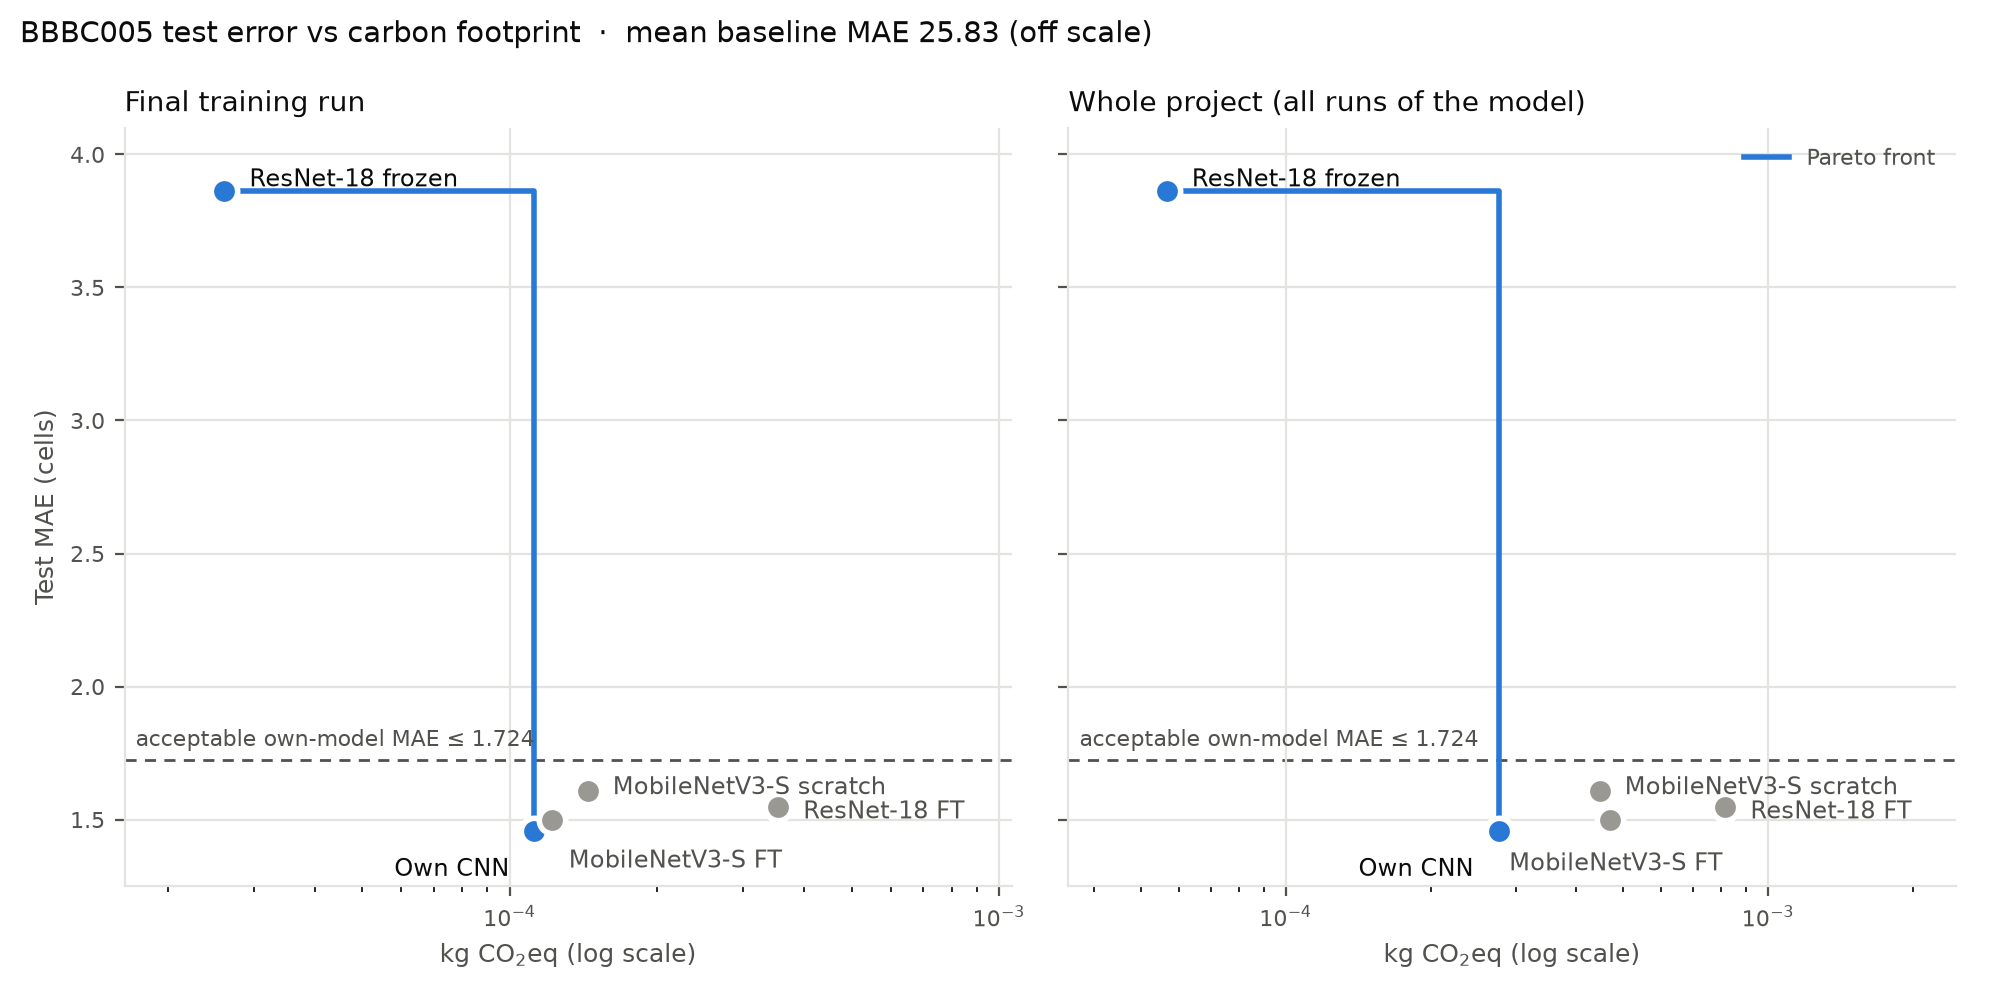 BBBC005 test error vs carbon footprint · mean baseline MAE 25.83 (off scale)
Final training run
Test MAE (cells)
4.0
3.5
3.0
2.5
2.0
1.5
ResNet-18 frozen
acceptable own-model MAE ≤ 1.724
MobileNetV3-S scratch
ResNet-18 FT
MobileNetV3-S FT
Own CNN
10⁻⁴
10⁻³
kg CO₂eq (log scale)
Whole project (all runs of the model)
Pareto front
ResNet-18 frozen
acceptable own-model MAE ≤ 1.724
MobileNetV3-S scratch
ResNet-18 FT
MobileNetV3-S FT
Own CNN
10⁻⁴
10⁻³
kg CO₂eq (log scale)